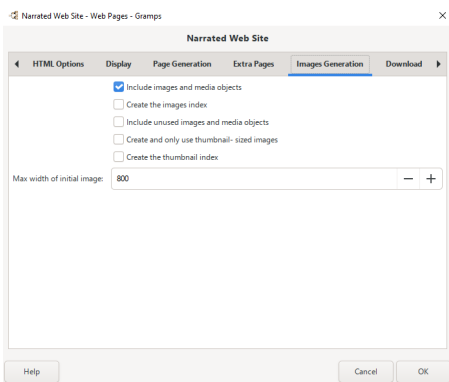 Narrated Web Site - Web Pages - Gramps
Narrated Web Site
HTML Options Display Page Generation Extra Pages Images Generation Download
Include images and media objects
Create the images index
Include unused images and media objects
Create and only use thumbnail- sized images
Create the thumbnail index
Max width of initial image: 800
Help Cancel OK